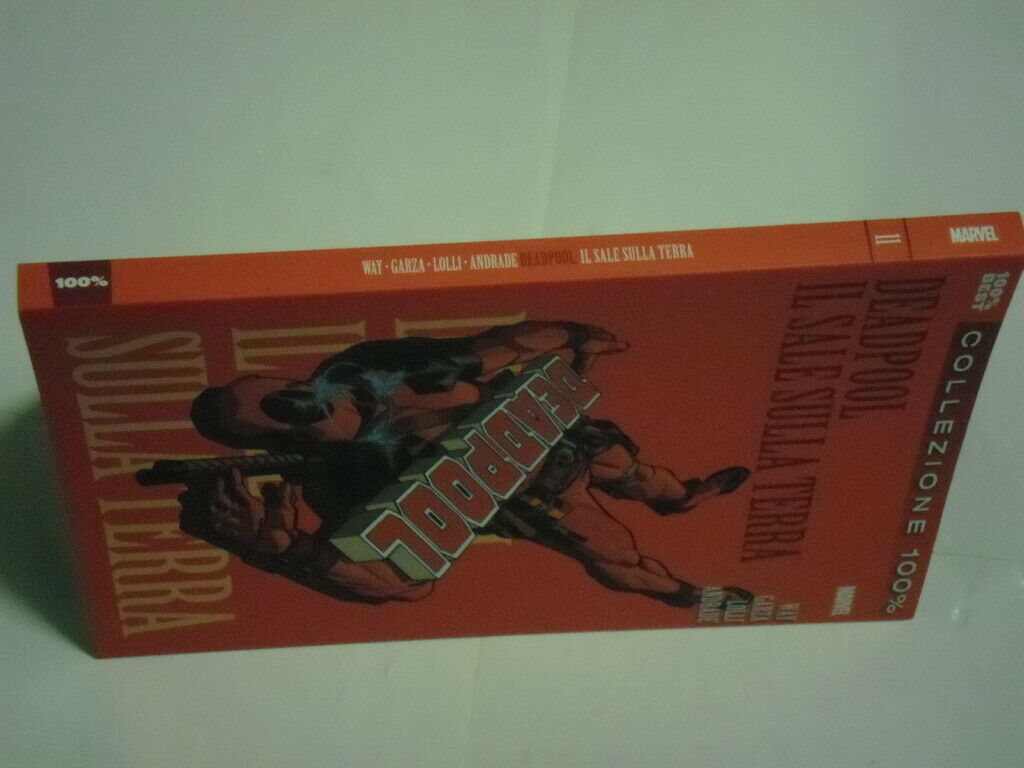 100%
WAY · GARZA · LOLLI · ANDRADE DEADPOOL: IL SALE SULLA TERRA
11
MARVEL
100%
BEST
COLLEZIONE 100%
DEADPOOL
IL SALE SULLA TERRA
WAY
GARZA
LOLLI
ANDRADE
MARVEL
DEADPOOL
IL
SULLA TERRA